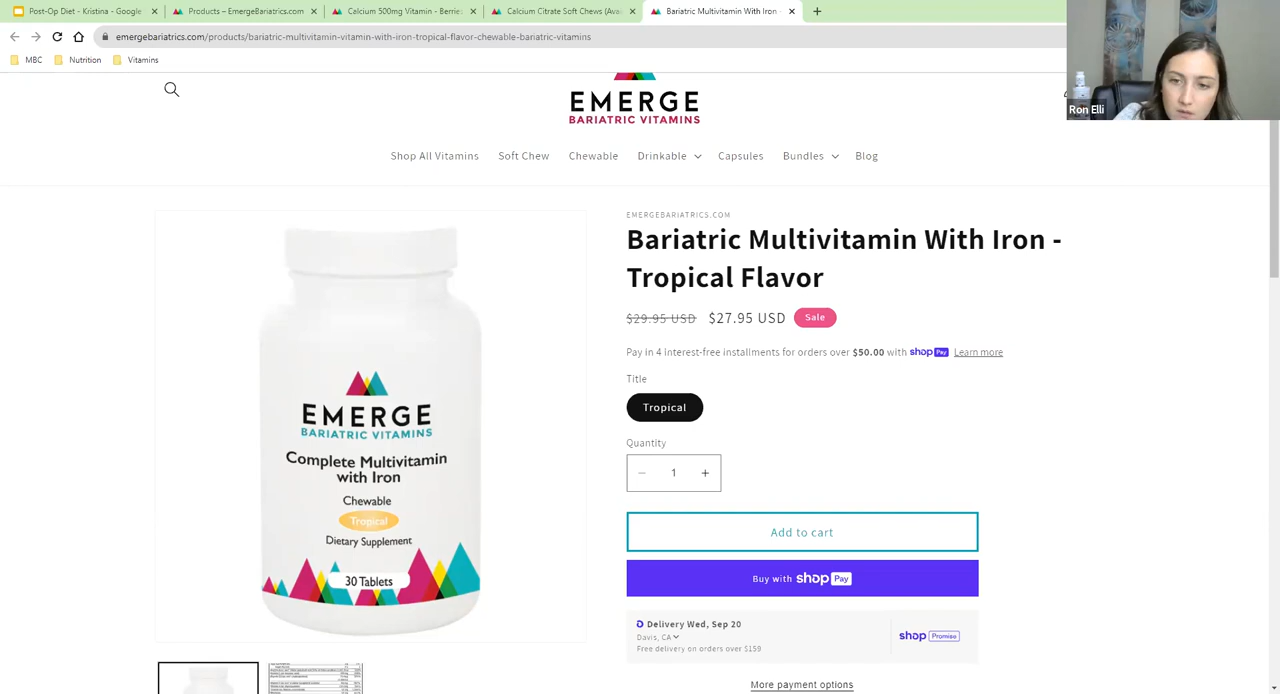 Post-Op Diet - Kristina - Google
Products – EmergeBariatrics.com
Calcium 500mg Vitamin - Berries
Calcium Citrate Soft Chews (Ava
Bariatric Multivitamin With Iron
emergebariatrics.com/products/bariatric-multivitamin-vitamin-with-iron-tropical-flavor-chewable-bariatric-vitamins
MBC Nutrition Vitamins
Ron Elli
EMERGE
BARIATRIC VITAMINS
Shop All Vitamins Soft Chew Chewable Drinkable Capsules Bundles Blog
EMERGE
BARIATRIC VITAMINS
Complete Multivitamin
with Iron
Chewable
Tropical
Dietary Supplement
30 Tablets
EMERGEBARIATRICS.COM
Bariatric Multivitamin With Iron -
Tropical Flavor
$29.95 USD $27.95 USD Sale
Pay in 4 interest-free installments for orders over $50.00 with shop Pay Learn more
Title
Tropical
Quantity
− 1 +
Add to cart
Buy with shop Pay
Delivery Wed, Sep 20
Davis, CA
Free delivery on orders over $159
shop Promise
More payment options